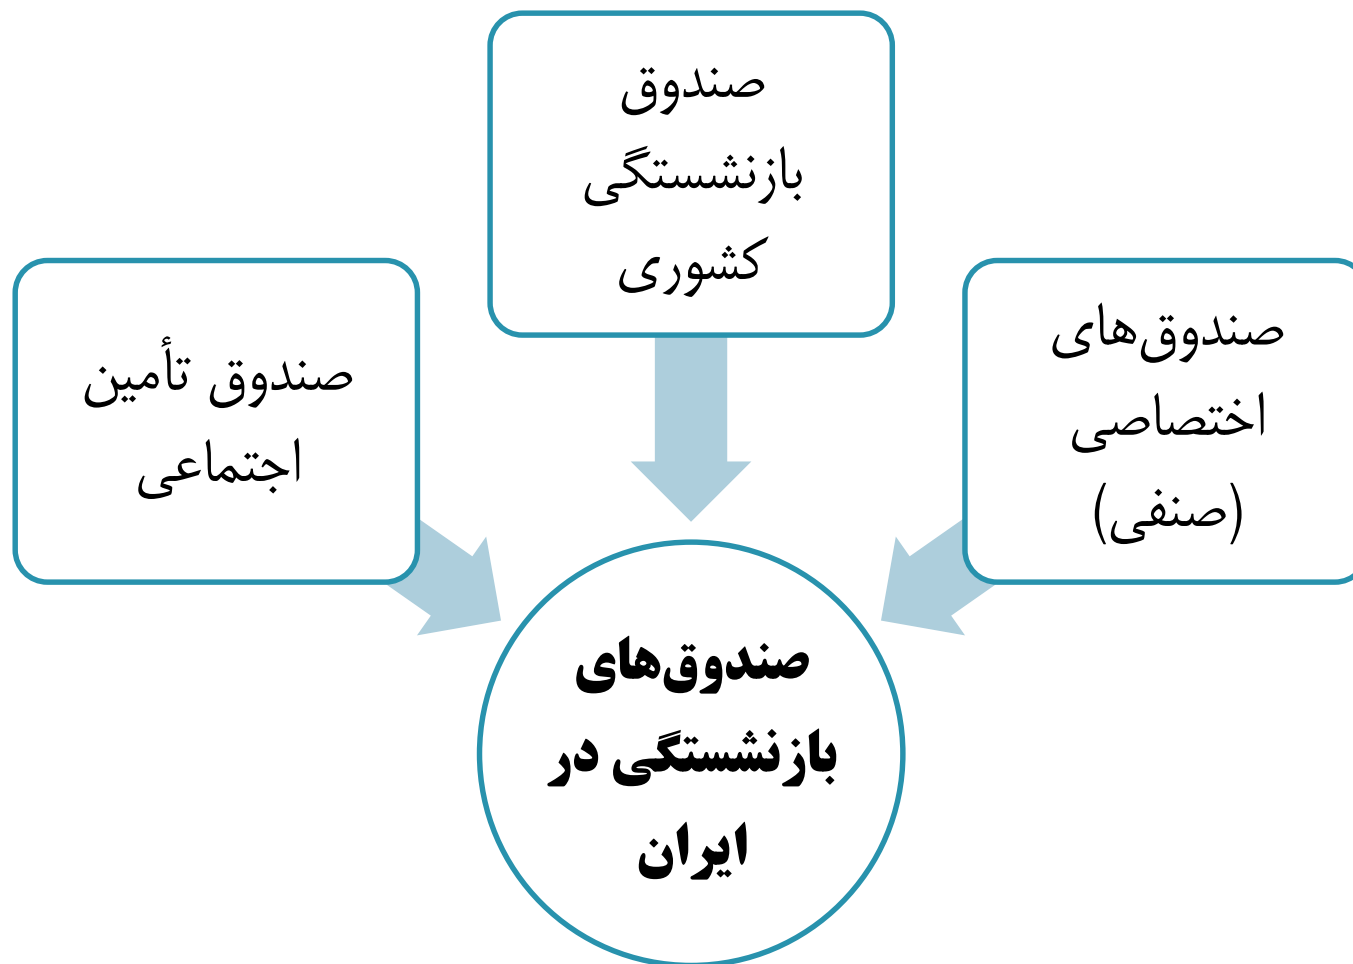 صندوق
بازنشستگی
کشوری
صندوق‌های
اختصاصی
(صنفی)
صندوق تأمین
اجتماعی
صندوق‌های
بازنشستگی در
ایران